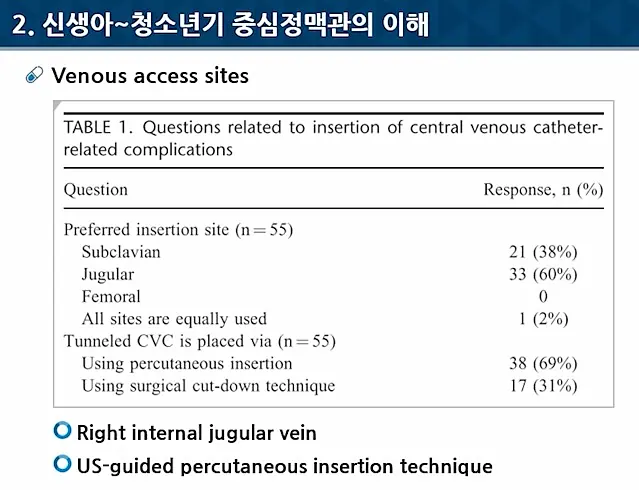 2. 신생아~청소년기 중심정맥관의 이해
Venous access sites
TABLE 1. Questions related to insertion of central venous catheter-
related complications
Question Response, n (%)
Preferred insertion site (n=55)
Subclavian 21 (38%)
Jugular 33 (60%)
Femoral 0
All sites are equally used 1 (2%)
Tunneled CVC is placed via (n=55)
Using percutaneous insertion 38 (69%)
Using surgical cut-down technique 17 (31%)
Right internal jugular vein
US-guided percutaneous insertion technique